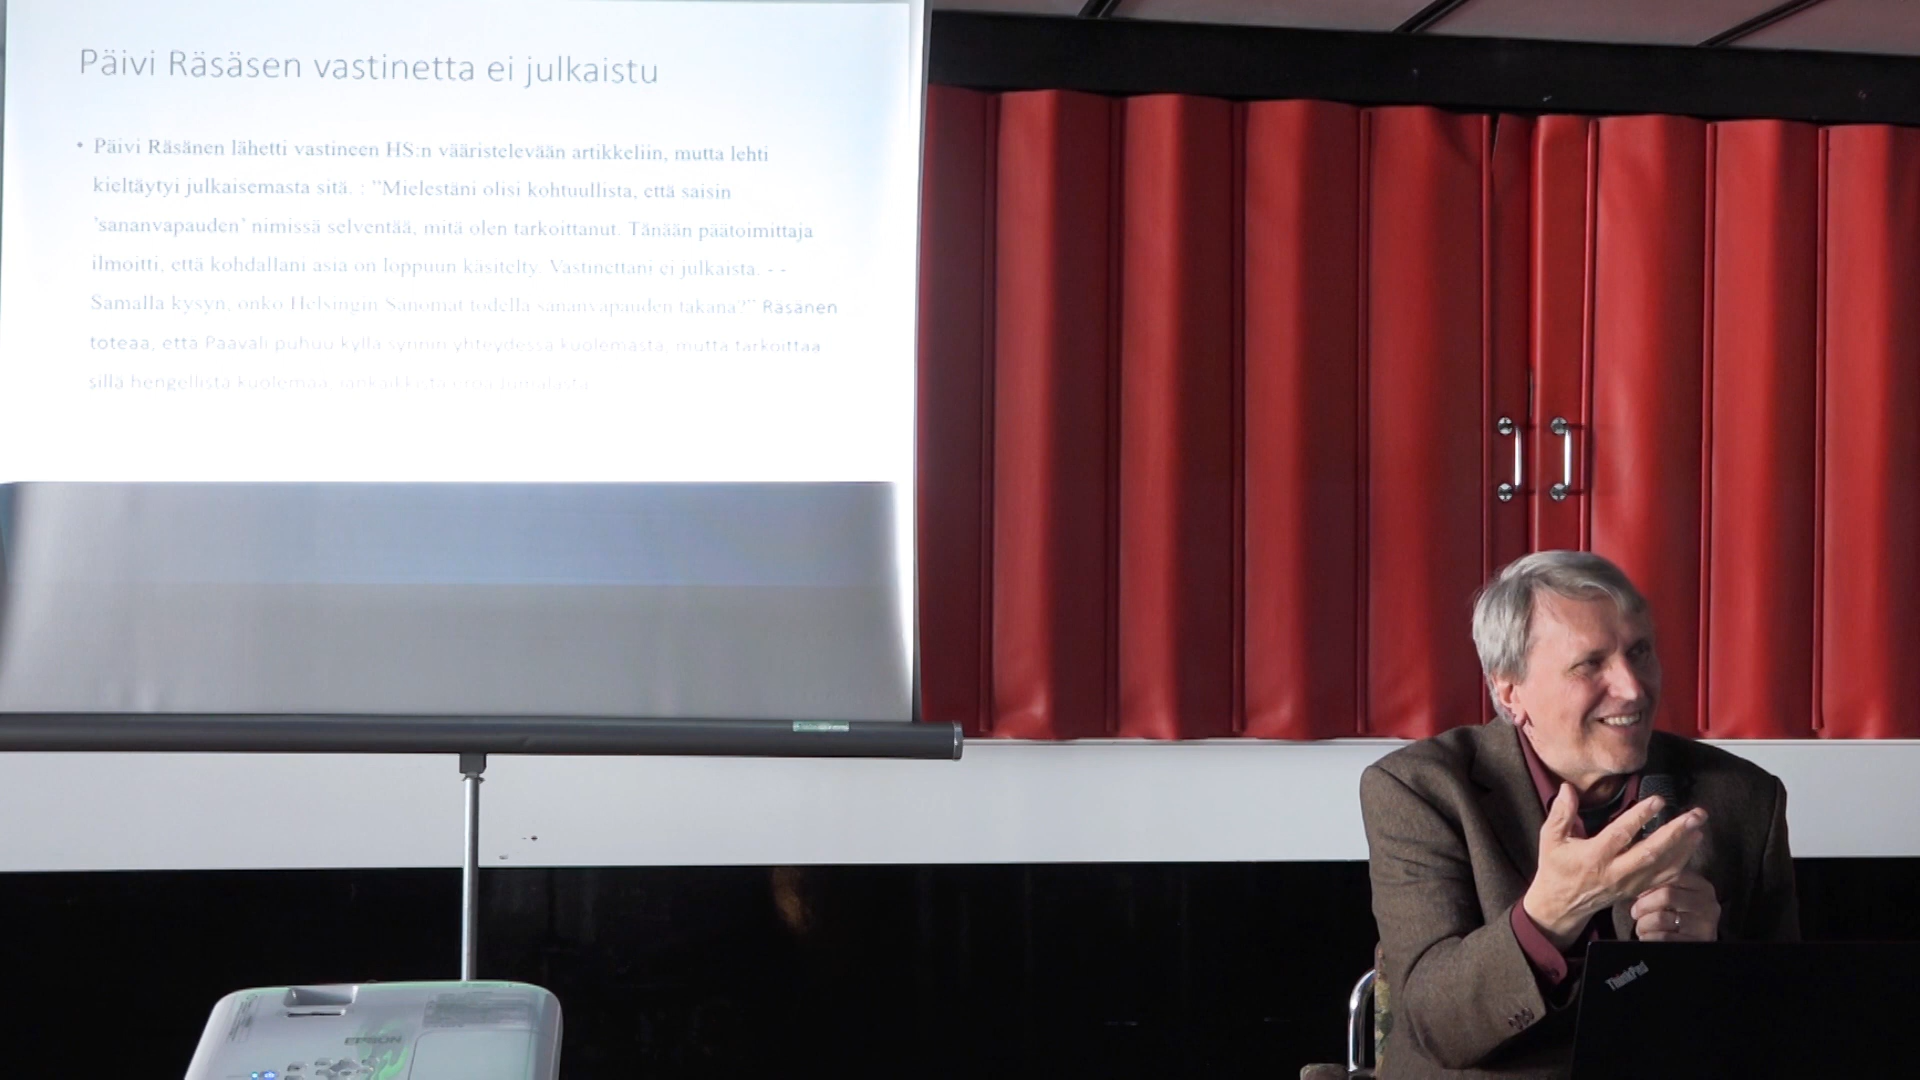 Päivi Räsäsen vastinetta ei julkaistu
• Päivi Räsänen lähetti vastineen HS:n vääristelevään artikkeliin, mutta lehti
kieltäytyi julkaisemasta sitä. : ”Mielestäni olisi kohtuullista, että saisin
’sananvapauden’ nimissä selventää, mitä olen tarkoittanut. Tänään päätoimittaja
ilmoitti, että kohdallani asia on loppuun käsitelty. Vastinettani ei julkaista. - -
Samalla kysyn, onko Helsingin Sanomat todella sananvapauden takana?” Räsänen
toteaa, että Paavali puhuu kyllä synnin yhteydessä kuolemasta, mutta tarkoittaa
sillä hengellistä kuolemaa, iankaikkista eroa Jumalasta.
EPSON
ThinkPad